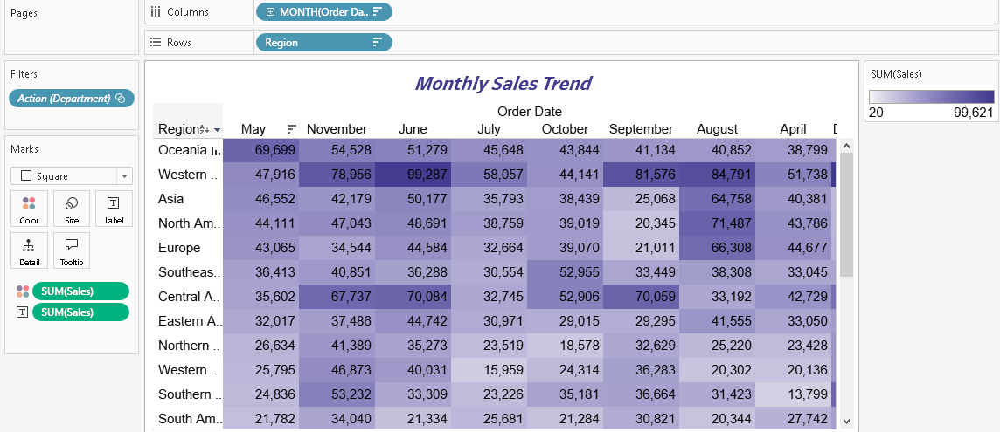 Pages
Columns
MONTH(Order Da..
Rows
Region
Filters
Action (Department)
Marks
Square
Color
Size
Label
Detail
Tooltip
SUM(Sales)
SUM(Sales)
Monthly Sales Trend
Order Date
Region May November June July October September August April D
Oceania 69,699 54,528 51,279 45,648 43,844 41,134 40,852 38,799
Western .. 47,916 78,956 99,287 58,057 44,141 81,576 84,791 51,738
Asia 46,552 42,179 50,177 35,793 38,439 25,068 64,758 40,381
North Am.. 44,111 47,043 48,691 38,759 39,019 20,345 71,487 43,786
Europe 43,065 34,544 44,584 32,664 39,070 21,011 66,308 44,677
Southeas.. 36,413 40,851 36,288 30,554 52,955 33,449 38,308 33,045
Central A.. 35,602 67,737 70,084 32,745 52,906 70,059 33,192 42,729
Eastern A.. 32,017 37,486 44,742 30,971 29,015 29,295 41,555 33,050
Northern .. 26,634 41,389 35,273 23,519 18,578 32,629 25,220 23,428
Western .. 25,795 46,873 40,031 15,959 24,314 36,283 20,302 20,136
Southern .. 24,836 53,232 33,309 23,226 35,181 36,664 31,423 13,799
South Am.. 21,782 34,040 21,334 25,681 21,284 30,821 20,344 27,742
SUM(Sales)
20 99,621